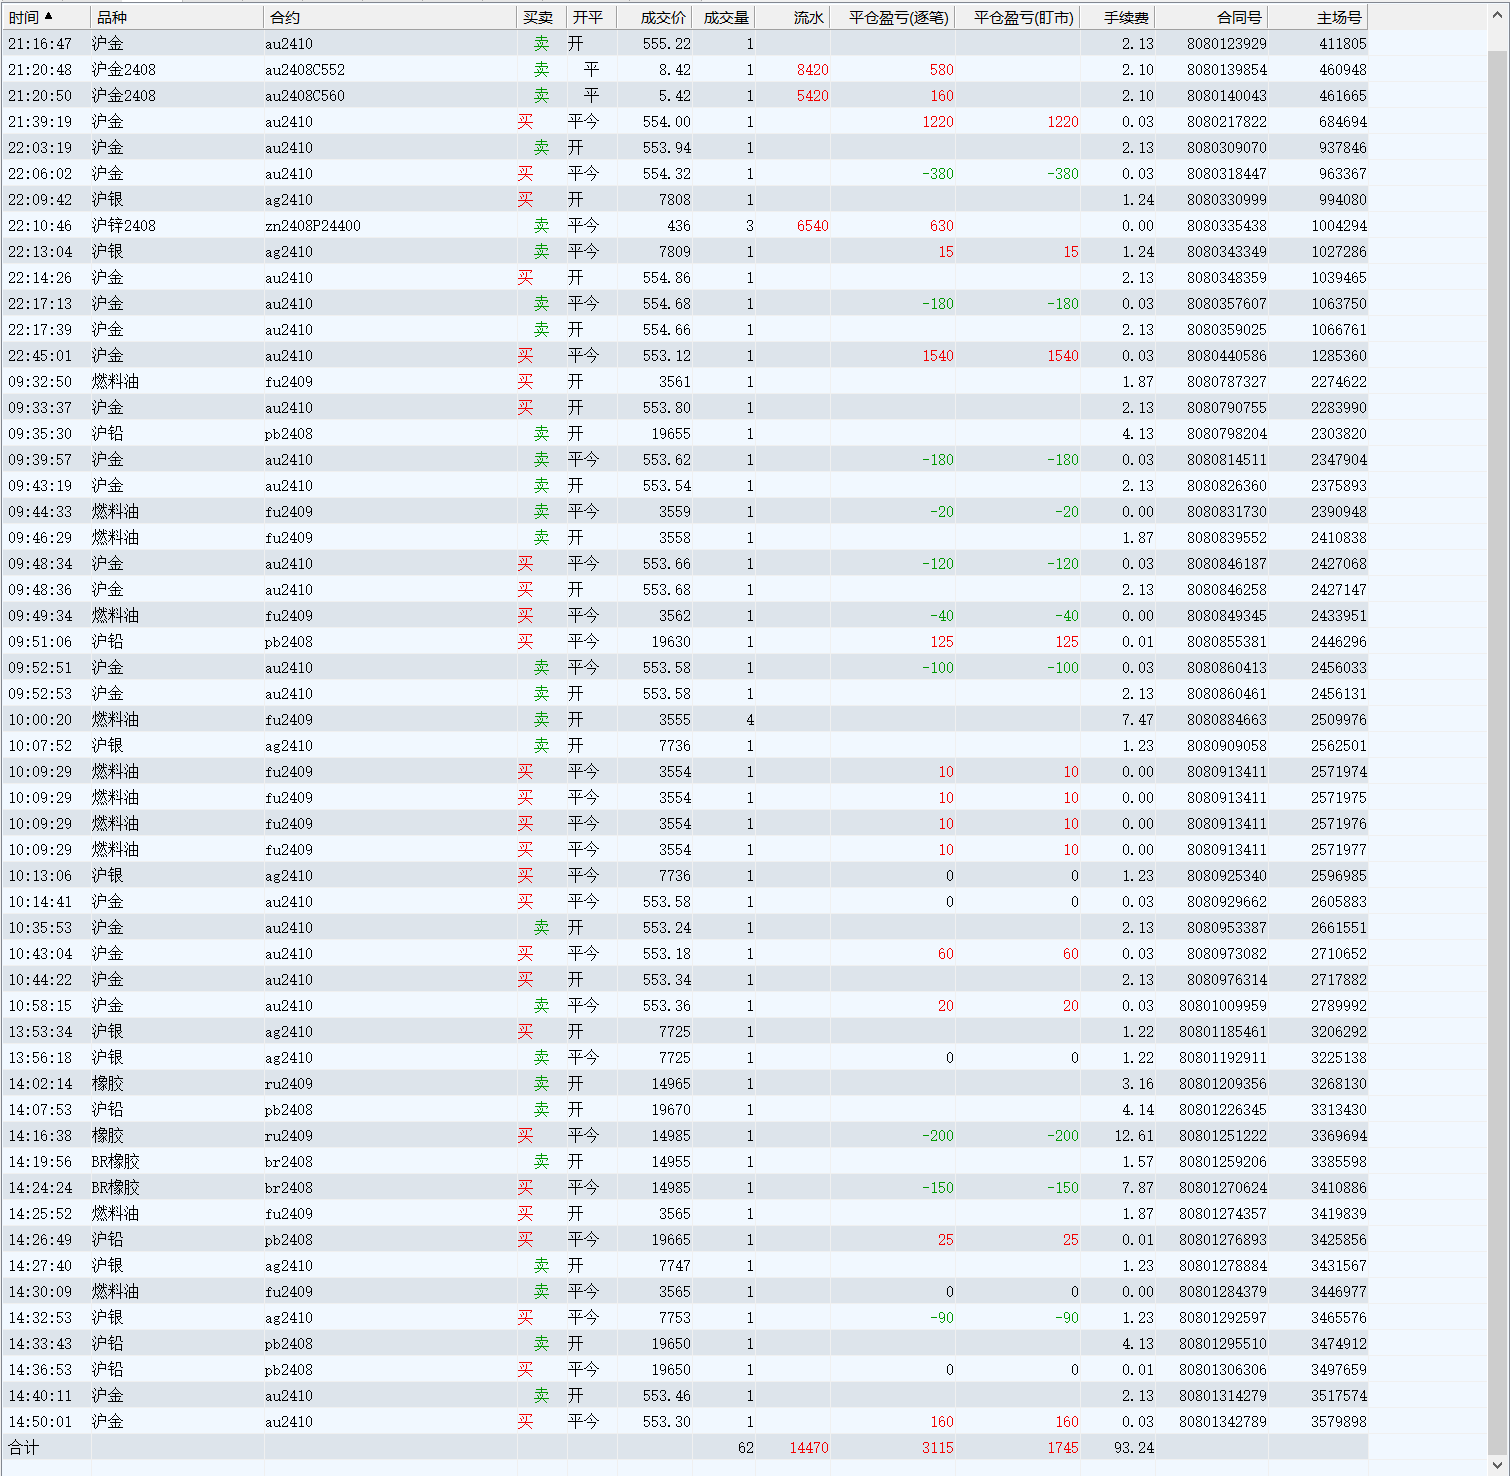 时间▲ 品种 合约 买卖 开平 成交价 成交量 流水 平仓盈亏(逐笔) 平仓盈亏(盯市) 手续费 合同号 主场号
21:16:47 沪金 au2410 卖 开 555.22 1 2.13 8080123929 411805
21:20:48 沪金2408 au2408C552 卖 平 8.42 1 8420 580 2.10 8080139854 460948
21:20:50 沪金2408 au2408C560 卖 平 5.42 1 5420 160 2.10 8080140043 461665
21:39:19 沪金 au2410 买 平今 554.00 1 1220 1220 0.03 8080217822 684694
22:03:19 沪金 au2410 卖 开 553.94 1 2.13 8080309070 937846
22:06:02 沪金 au2410 买 平今 554.32 1 -380 -380 0.03 8080318447 963367
22:09:42 沪银 ag2410 买 开 7808 1 1.24 8080330999 994080
22:10:46 沪锌2408 zn2408P24400 卖 平今 436 3 6540 630 0.00 8080335438 1004294
22:13:04 沪银 ag2410 卖 平今 7809 1 15 15 1.24 8080343349 1027286
22:14:26 沪金 au2410 买 开 554.86 1 2.13 8080348359 1039465
22:17:13 沪金 au2410 卖 平今 554.68 1 -180 -180 0.03 8080357607 1063750
22:17:39 沪金 au2410 卖 开 554.66 1 2.13 8080359025 1066761
22:45:01 沪金 au2410 买 平今 553.12 1 1540 1540 0.03 8080440586 1285360
09:32:50 燃料油 fu2409 买 开 3561 1 1.87 8080787327 2274622
09:33:37 沪金 au2410 买 开 553.80 1 2.13 8080790755 2283990
09:35:30 沪铅 pb2408 卖 开 19655 1 4.13 8080798204 2303820
09:39:57 沪金 au2410 卖 平今 553.62 1 -180 -180 0.03 8080814511 2347904
09:43:19 沪金 au2410 卖 开 553.54 1 2.13 8080826360 2375893
09:44:33 燃料油 fu2409 卖 平今 3559 1 -20 -20 0.00 8080831730 2390948
09:46:29 燃料油 fu2409 卖 开 3558 1 1.87 8080839552 2410838
09:48:34 沪金 au2410 买 平今 553.66 1 -120 -120 0.03 8080846187 2427068
09:48:36 沪金 au2410 买 开 553.68 1 2.13 8080846258 2427147
09:49:34 燃料油 fu2409 买 平今 3562 1 -40 -40 0.00 8080849345 2433951
09:51:06 沪铅 pb2408 买 平今 19630 1 125 125 0.01 8080855381 2446296
09:52:51 沪金 au2410 卖 平今 553.58 1 -100 -100 0.03 8080860413 2456033
09:52:53 沪金 au2410 卖 开 553.58 1 2.13 8080860461 2456131
10:00:20 燃料油 fu2409 卖 开 3555 4 7.47 8080884663 2509976
10:07:52 沪银 ag2410 卖 开 7736 1 1.23 8080909058 2562501
10:09:29 燃料油 fu2409 买 平今 3554 1 10 10 0.00 8080913411 2571974
10:09:29 燃料油 fu2409 买 平今 3554 1 10 10 0.00 8080913411 2571975
10:09:29 燃料油 fu2409 买 平今 3554 1 10 10 0.00 8080913411 2571976
10:09:29 燃料油 fu2409 买 平今 3554 1 10 10 0.00 8080913411 2571977
10:13:06 沪银 ag2410 买 平今 7736 1 0 0 1.23 8080925340 2596985
10:14:41 沪金 au2410 买 平今 553.58 1 0 0 0.03 8080929662 2605883
10:35:53 沪金 au2410 卖 开 553.24 1 2.13 8080953387 2661551
10:43:04 沪金 au2410 买 平今 553.18 1 60 60 0.03 8080973082 2710652
10:44:22 沪金 au2410 买 开 553.34 1 2.13 8080976314 2717882
10:58:15 沪金 au2410 卖 平今 553.36 1 20 20 0.03 80801009959 2789992
13:53:34 沪银 ag2410 买 开 7725 1 1.22 80801185461 3206292
13:56:18 沪银 ag2410 卖 平今 7725 1 0 0 1.22 80801192911 3225138
14:02:14 橡胶 ru2409 卖 开 14965 1 3.16 80801209356 3268130
14:07:53 沪铅 pb2408 卖 开 19670 1 4.14 80801226345 3313430
14:16:38 橡胶 ru2409 买 平今 14985 1 -200 -200 12.61 80801251222 3369694
14:19:56 BR橡胶 br2408 卖 开 14955 1 1.57 80801259206 3385598
14:24:24 BR橡胶 br2408 买 平今 14985 1 -150 -150 7.87 80801270624 3410886
14:25:52 燃料油 fu2409 买 开 3565 1 1.87 80801274357 3419839
14:26:49 沪铅 pb2408 买 平今 19665 1 25 25 0.01 80801276893 3425856
14:27:40 沪银 ag2410 卖 开 7747 1 1.23 80801278884 3431567
14:30:09 燃料油 fu2409 卖 平今 3565 1 0 0 0.00 80801284379 3446977
14:32:53 沪银 ag2410 买 平今 7753 1 -90 -90 1.23 80801292597 3465576
14:33:43 沪铅 pb2408 卖 开 19650 1 4.13 80801295510 3474912
14:36:53 沪铅 pb2408 买 平今 19650 1 0 0 0.01 80801306306 3497659
14:40:11 沪金 au2410 卖 开 553.46 1 2.13 80801314279 3517574
14:50:01 沪金 au2410 买 平今 553.30 1 160 160 0.03 80801342789 3579898
合计 62 14470 3115 1745 93.24